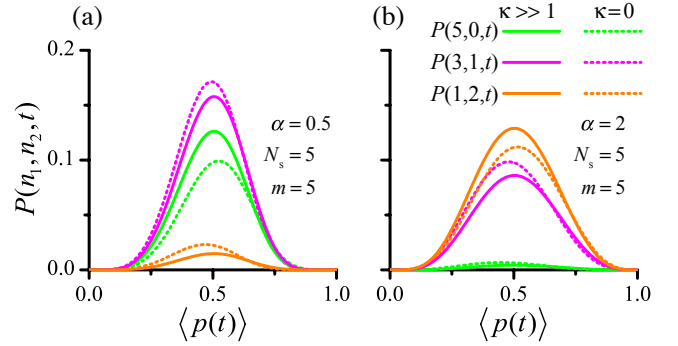 (a)
(b)
κ >> 1 κ = 0
P(5,0,t)
P(3,1,t)
P(1,2,t)
P(n₁, n₂, t)
0.2
0.1
0.0
α = 0.5
Nₛ = 5
m = 5
α = 2
Nₛ = 5
m = 5
0.0 0.5 1.0
0.0 0.5 1.0
⟨p(t)⟩
⟨p(t)⟩